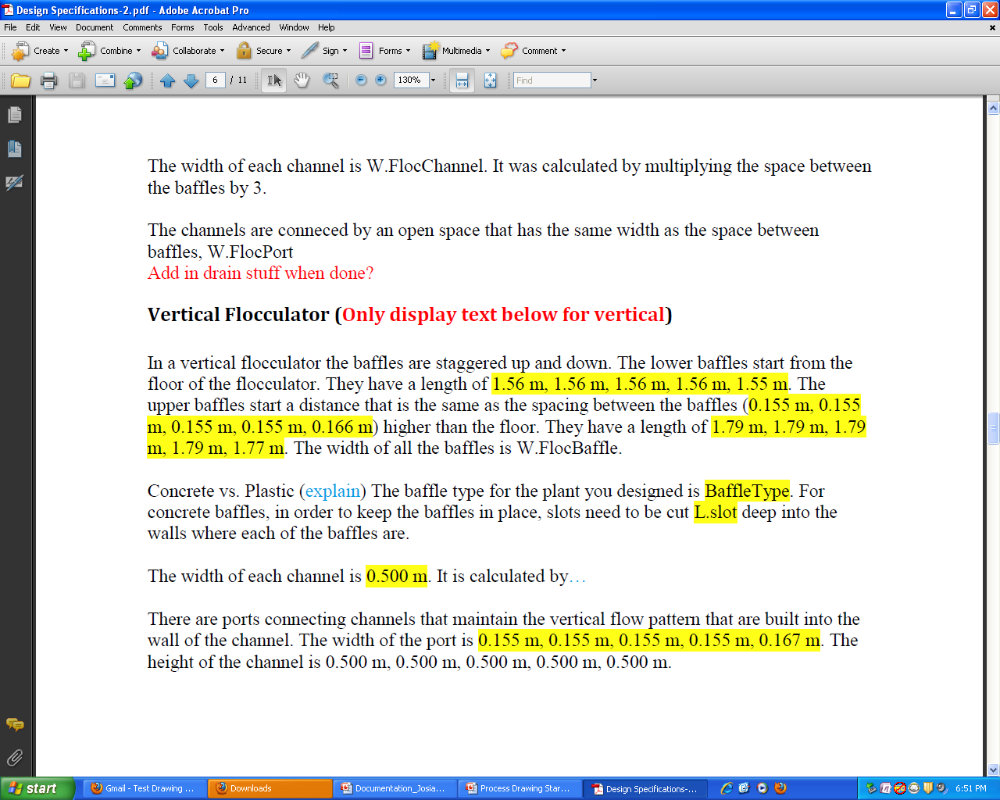 Design Specifications-2.pdf - Adobe Acrobat Pro
File Edit View Document Comments Forms Tools Advanced Window Help
Create Combine Collaborate Secure Sign Forms Multimedia Comment
6 / 11 130% Find
The width of each channel is W.FlocChannel. It was calculated by multiplying the space between
the baffles by 3.
The channels are conneced by an open space that has the same width as the space between
baffles, W.FlocPort
Add in drain stuff when done?
Vertical Flocculator (Only display text below for vertical)
In a vertical flocculator the baffles are staggered up and down. The lower baffles start from the
floor of the flocculator. They have a length of 1.56 m, 1.56 m, 1.56 m, 1.56 m, 1.55 m. The
upper baffles start a distance that is the same as the spacing between the baffles (0.155 m, 0.155
m, 0.155 m, 0.155 m, 0.166 m) higher than the floor. They have a length of 1.79 m, 1.79 m, 1.79
m, 1.79 m, 1.77 m. The width of all the baffles is W.FlocBaffle.
Concrete vs. Plastic (explain) The baffle type for the plant you designed is BaffleType. For
concrete baffles, in order to keep the baffles in place, slots need to be cut L.slot deep into the
walls where each of the baffles are.
The width of each channel is 0.500 m. It is calculated by…
There are ports connecting channels that maintain the vertical flow pattern that are built into the
wall of the channel. The width of the port is 0.155 m, 0.155 m, 0.155 m, 0.155 m, 0.167 m. The
height of the channel is 0.500 m, 0.500 m, 0.500 m, 0.500 m, 0.500 m.
start Gmail - Test Drawing ... Downloads Documentation_Josia... Process Drawing Star... Design Specifications-... 6:51 PM